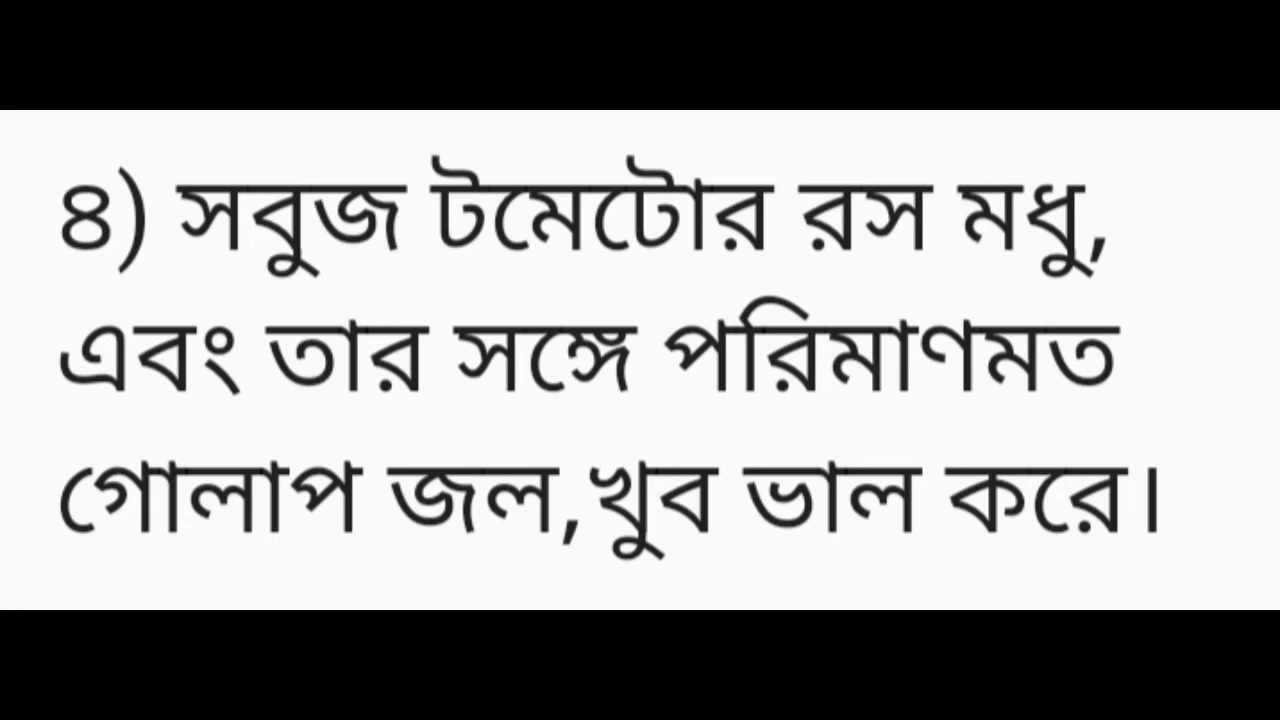 ৪) সবুজ টমেটোর রস মধু,
এবং তার সঙ্গে পরিমাণমত
গোলাপ জল,খুব ভাল করে।